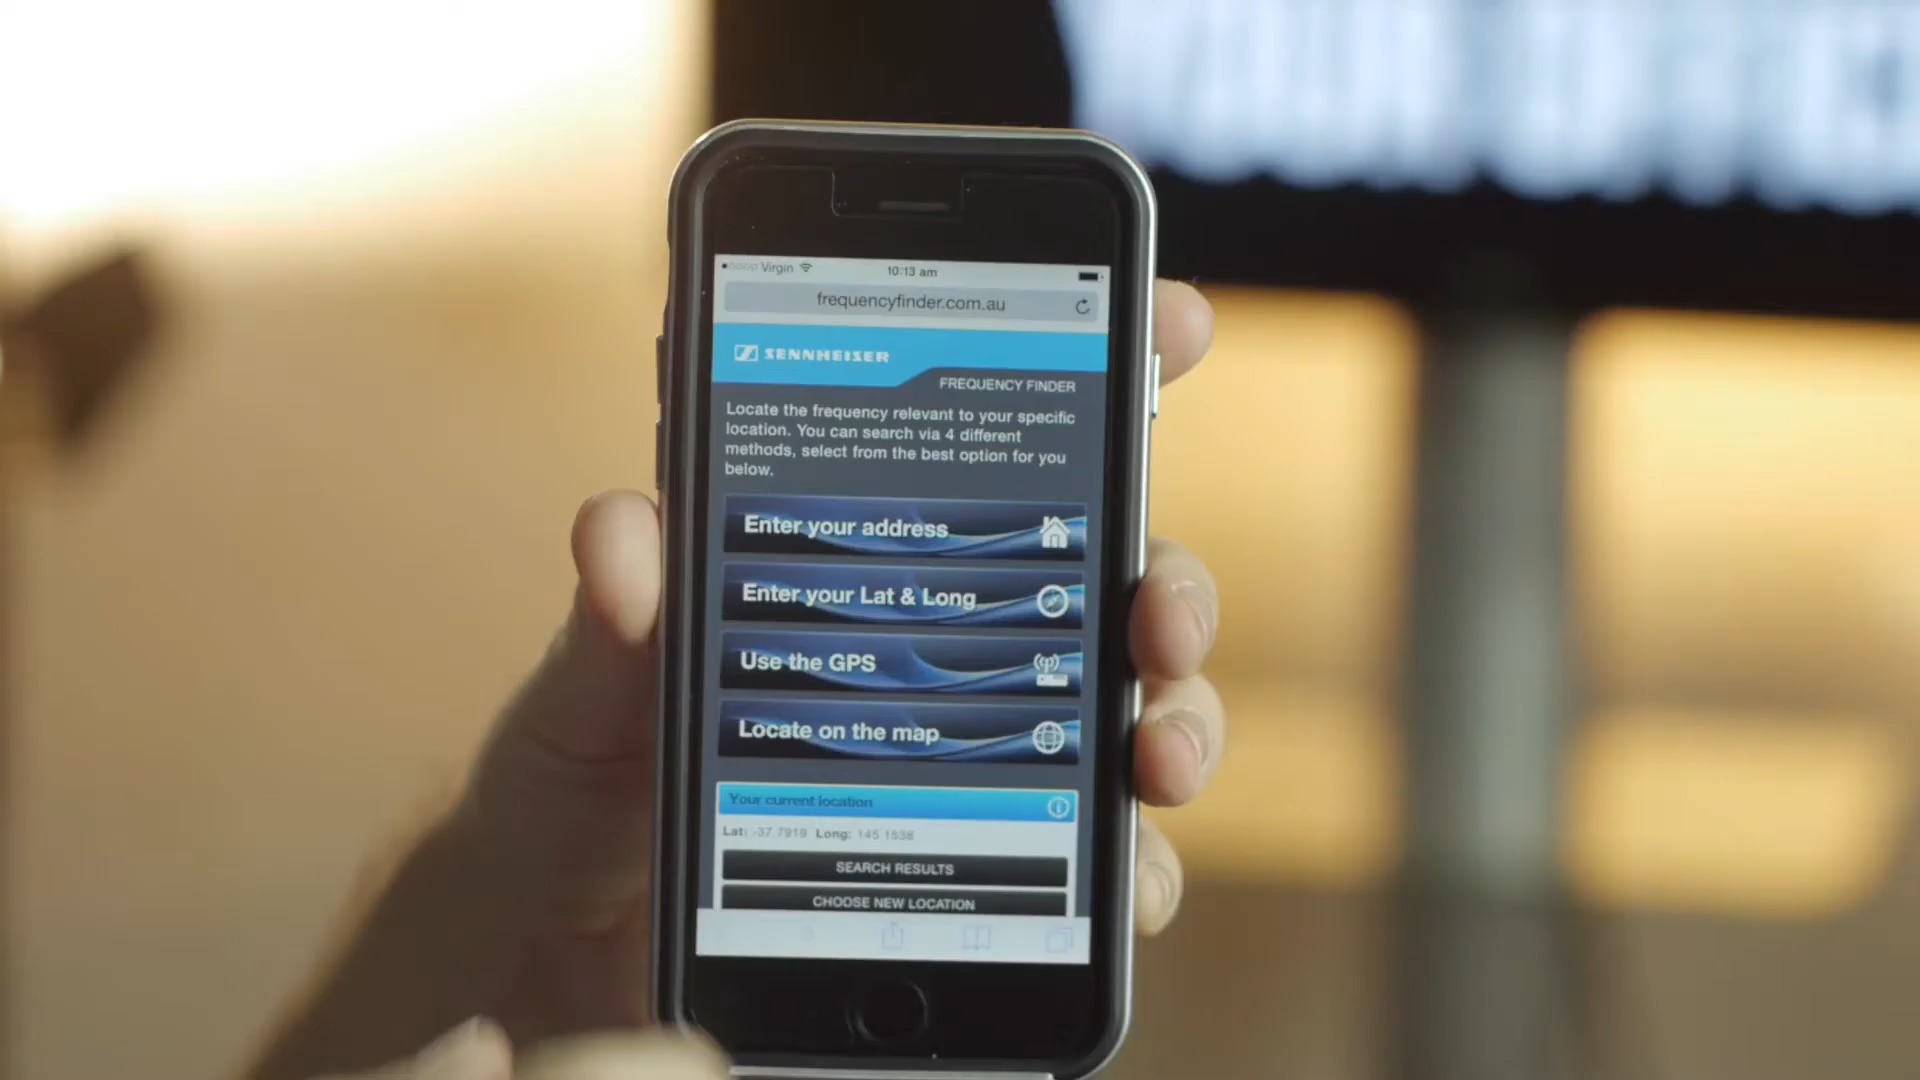 Virgin
10:13 am
frequencyfinder.com.au
SENNHEISER
FREQUENCY FINDER
Locate the frequency relevant to your specific
location. You can search via 4 different
methods, select from the best option for you
below.
Enter your address
Enter your Lat & Long
Use the GPS
Locate on the map
Your current location
Lat: -37.7919 Long: 145.1538
SEARCH RESULTS
CHOOSE NEW LOCATION